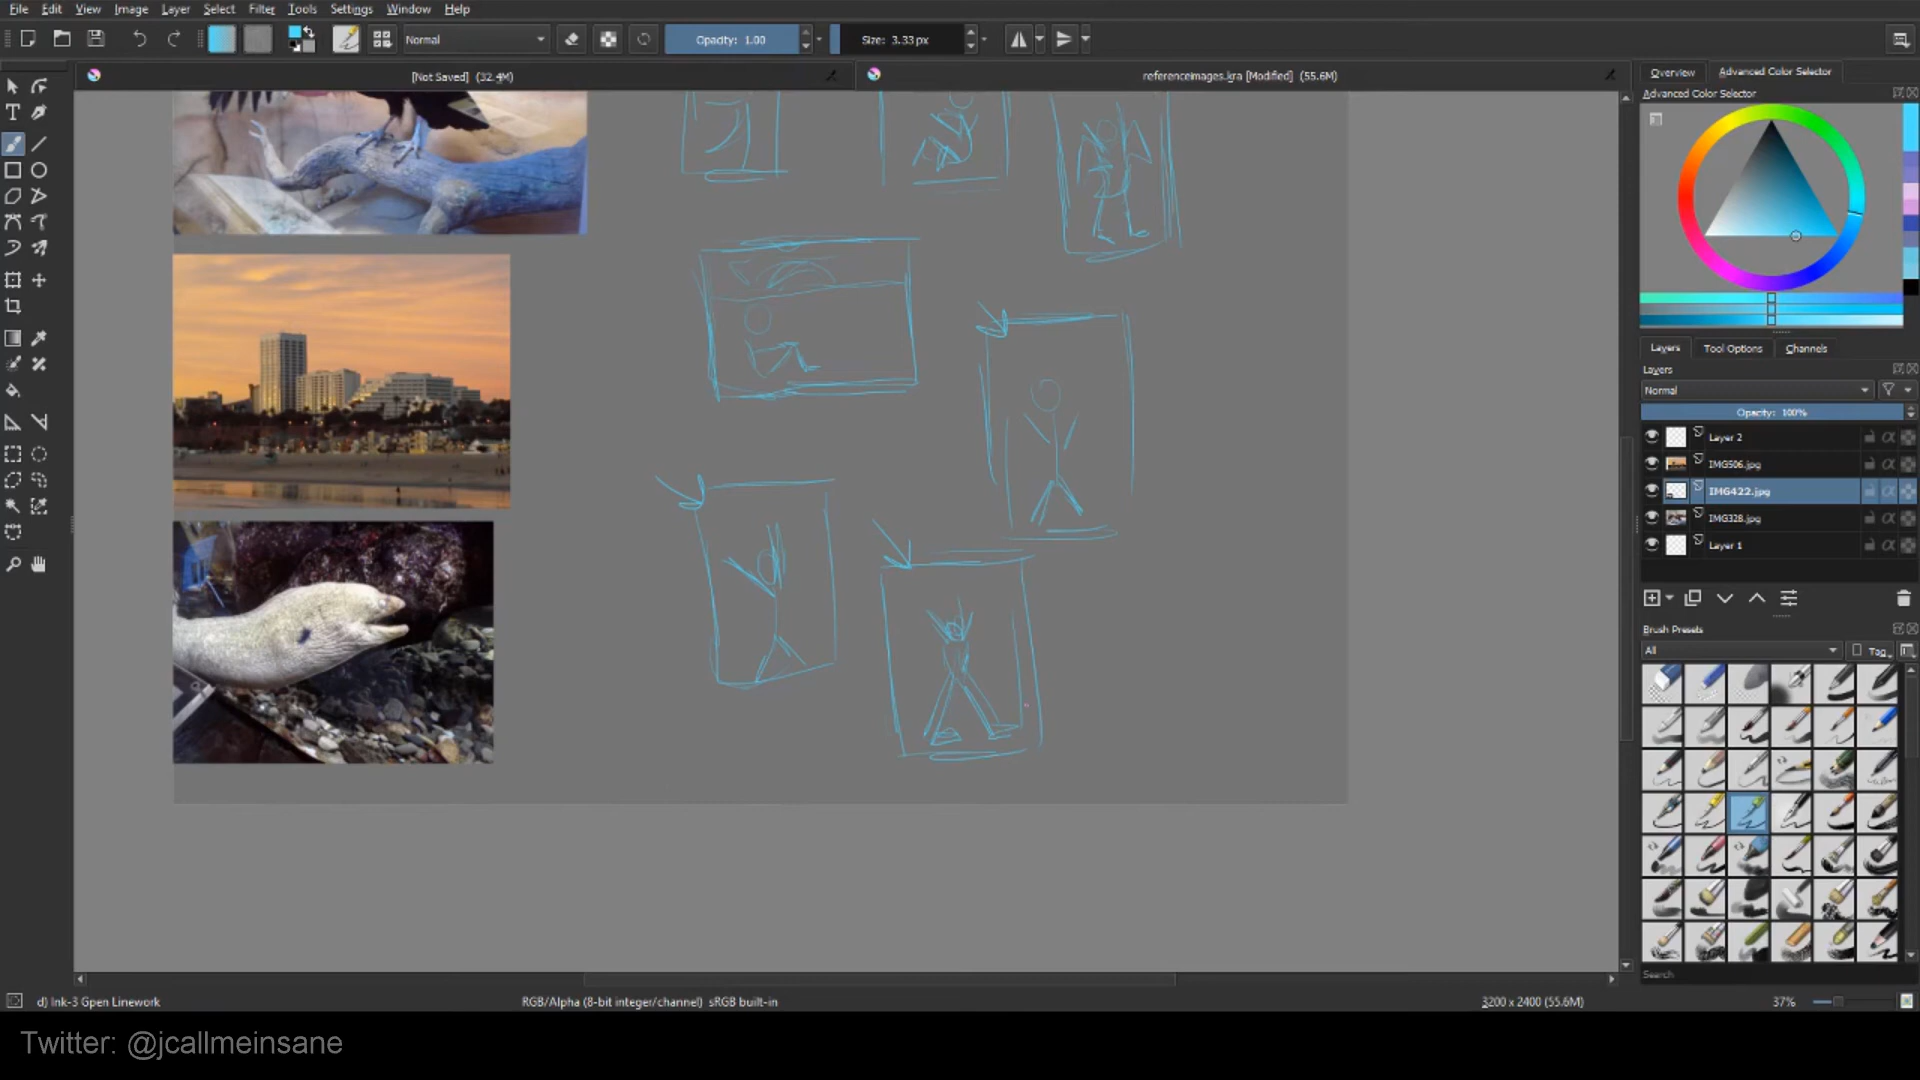 File Edit View Image Layer Select Filter Tools Settings Window Help
Normal Opacity: 1.00 Size: 3.33 px
[Not Saved] (32.4M) referenceimages.kra [Modified] (55.6M)
Overview Advanced Color Selector
Advanced Color Selector
Layers Tool Options Channels
Layers
Normal
Opacity: 100%
Layer 2
IMG506.jpg
IMG422.jpg
IMG328.jpg
Layer 1
Brush Presets
All Tag
Search
d) Ink-3 Gpen Linework RGB/Alpha (8-bit integer/channel) sRGB built-in 3200 x 2400 (55.6M) 37%
Twitter: @jcallmeinsane